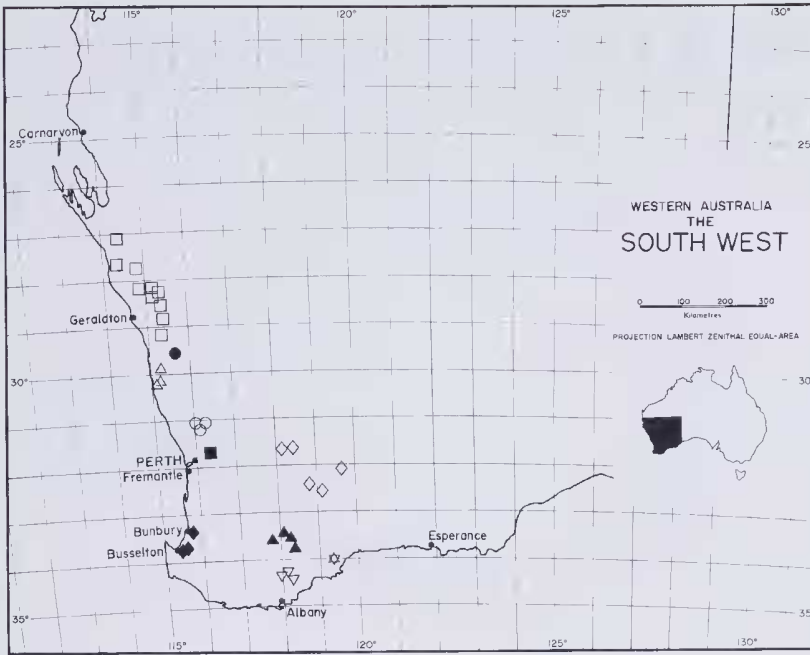 115°
120°
125°
130°
Carnarvon
25°
25°
WESTERN AUSTRALIA
THE
SOUTH WEST
0 100 200 300
Kilometres
PROJECTION LAMBERT ZENITHAL EQUAL-AREA
Geraldton
30°
30°
PERTH
Fremantle
Bunbury
Busselton
Esperance
Albany
35°
35°
115°
120°
125°
130°